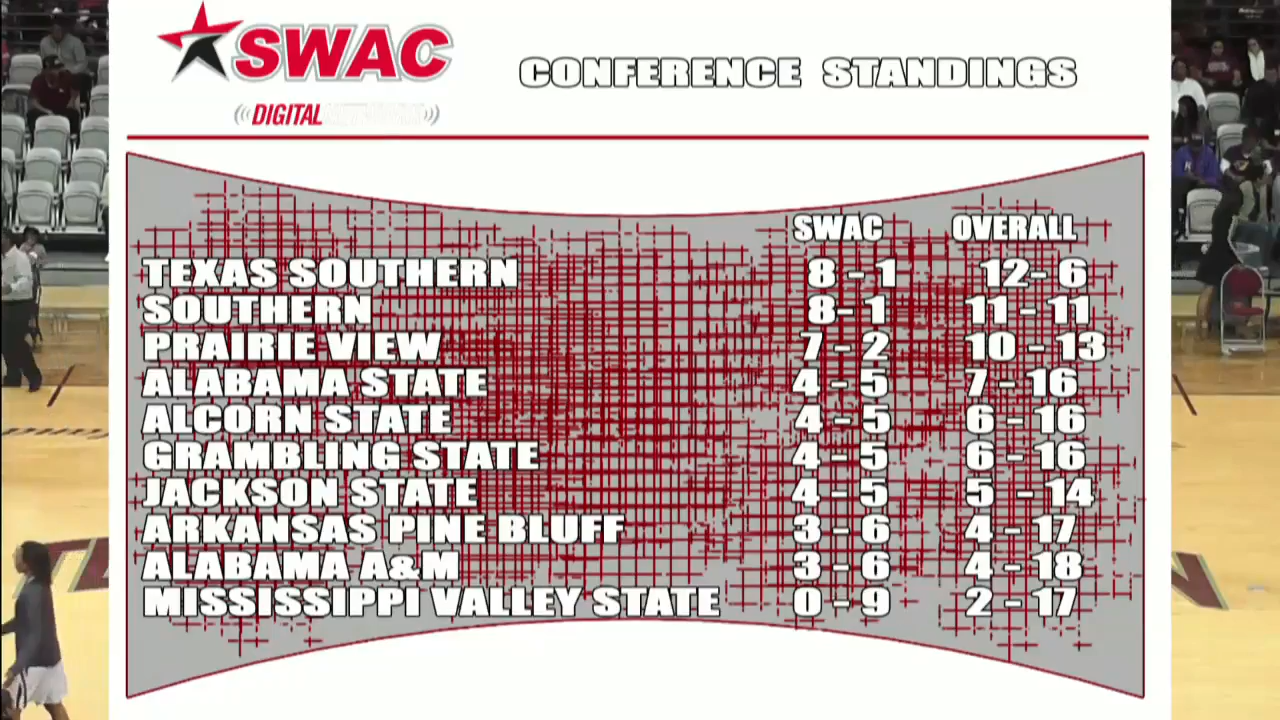 SWAC
DIGITAL
CONFERENCE STANDINGS
SWAC OVERALL
TEXAS SOUTHERN 8 - 1 12- 6
SOUTHERN 8- 1 11 - 11
PRAIRIE VIEW 7 - 2 10 - 13
ALABAMA STATE 4 - 5 7 - 16
ALCORN STATE 4 - 5 6 - 16
GRAMBLING STATE 4 - 5 6 - 16
JACKSON STATE 4 - 5 5 - 14
ARKANSAS PINE BLUFF 3 - 6 4 - 17
ALABAMA A&M 3 - 6 4 - 18
MISSISSIPPI VALLEY STATE 0 - 9 2 - 17